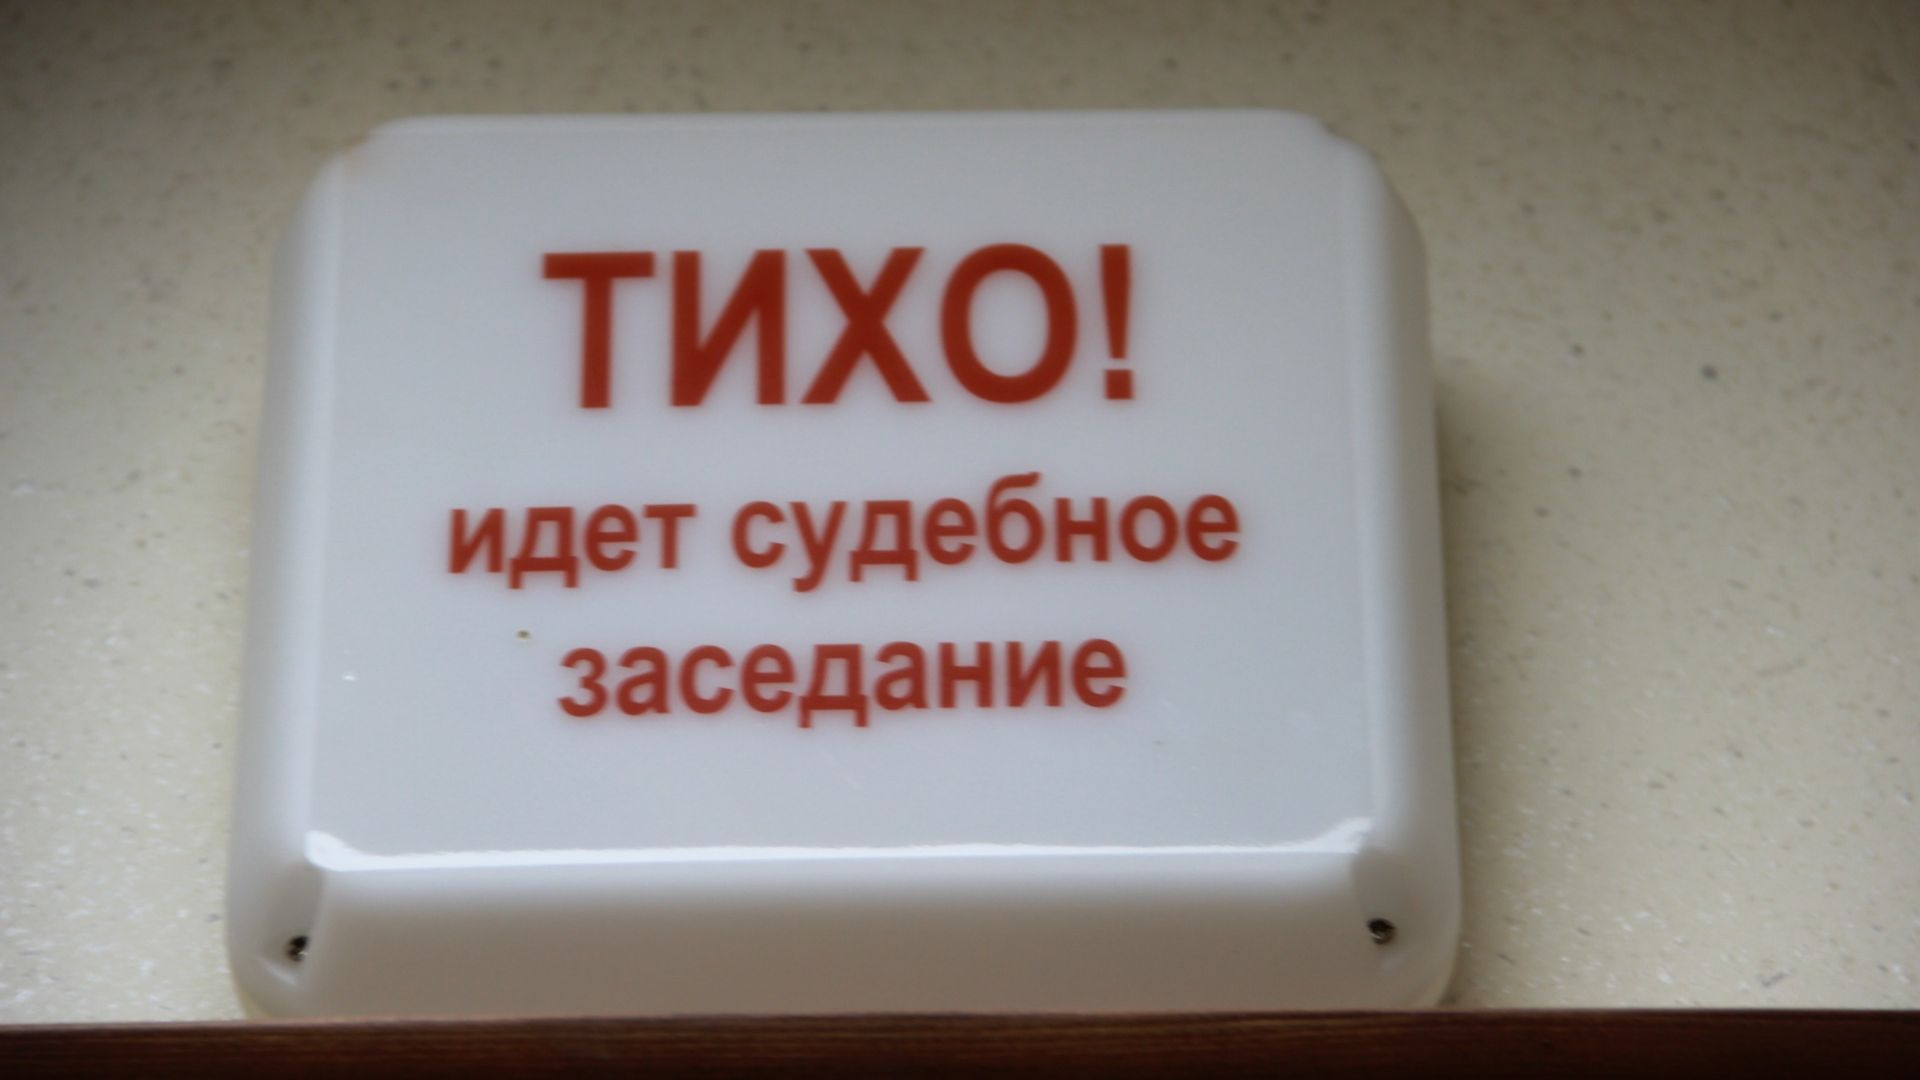 ТИХО!
идет судебное
заседание